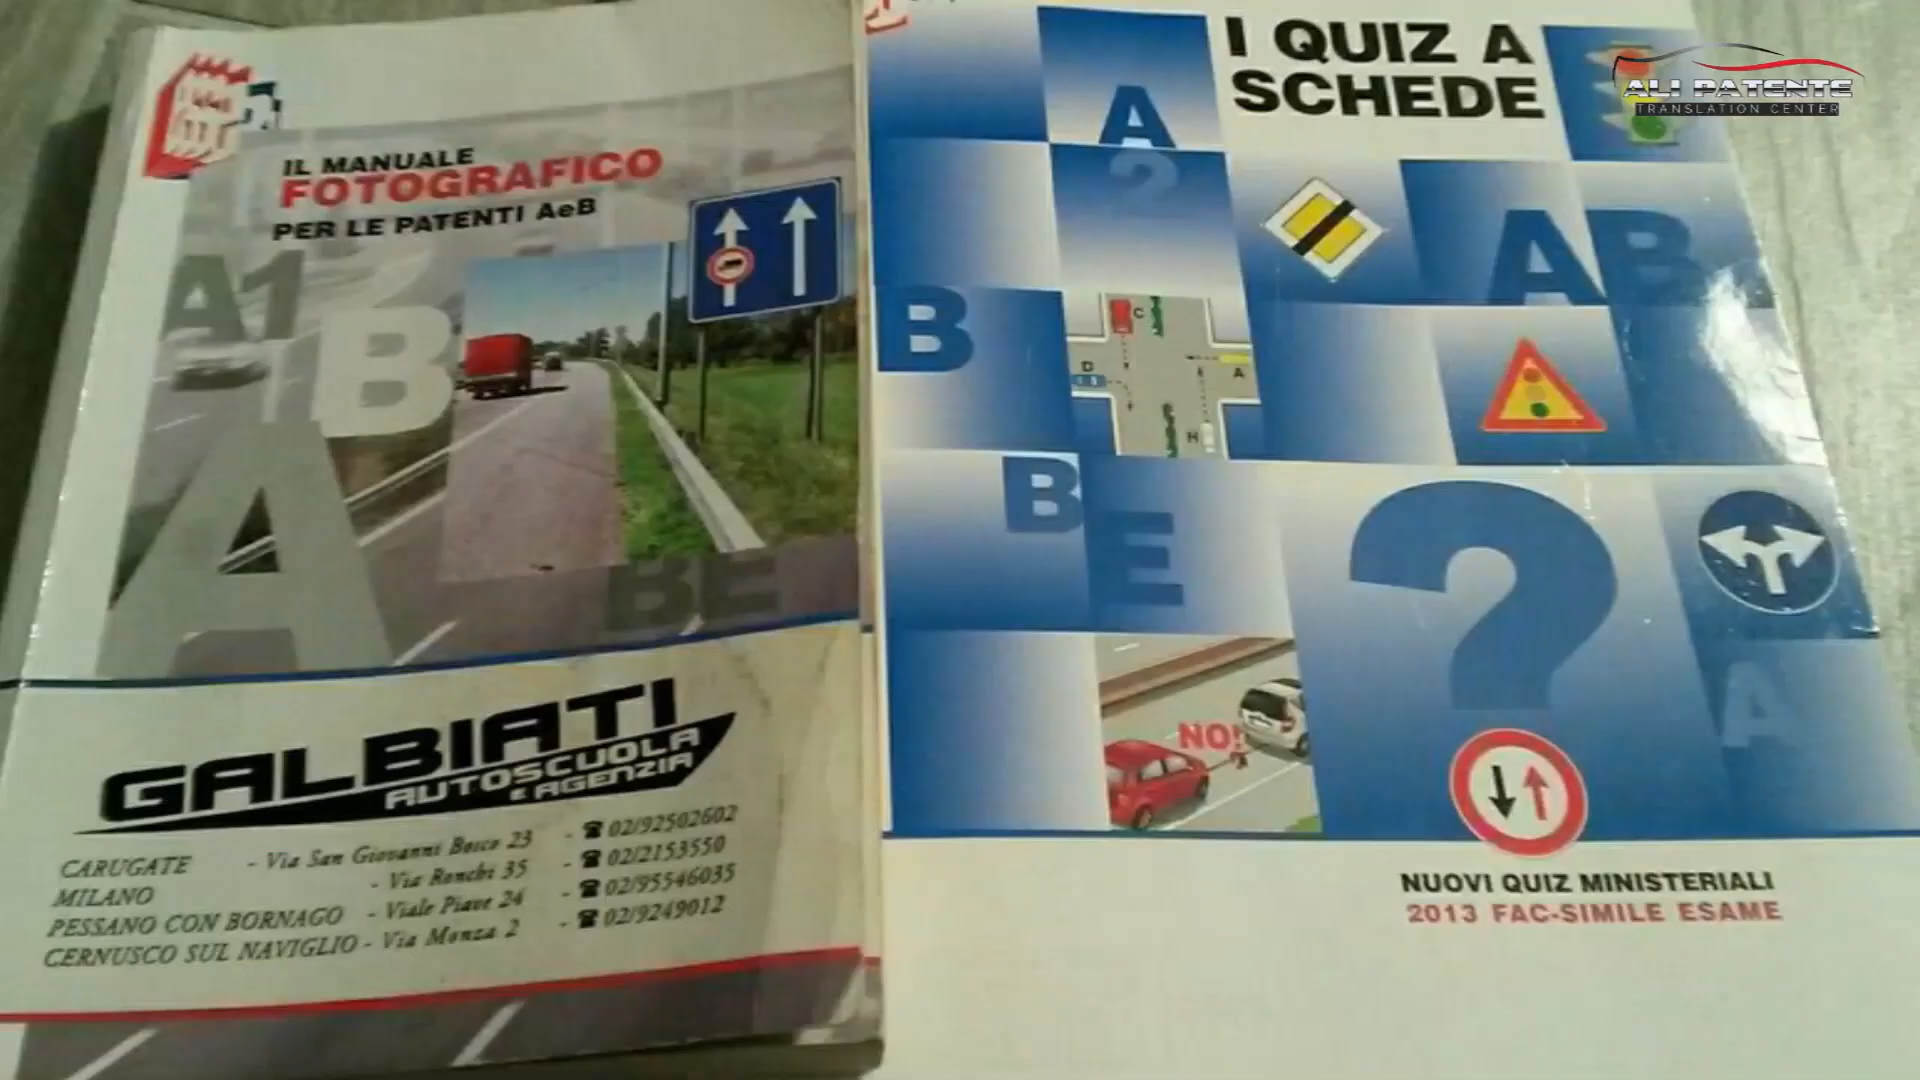 IL MANUALE
FOTOGRAFICO
PER LE PATENTI AeB
A1
B
A
BE
GALBIATI
AUTOSCUOLA
E AGENZIA
CARUGATE - Via San Giovanni Bosco 23 - ☎ 02/92502602
MILANO - Via Ronchi 35 - ☎ 02/2153550
PESSANO CON BORNAGO - Viale Piave 24 - ☎ 02/95546035
CERNUSCO SUL NAVIGLIO - Via Monza 2 - ☎ 02/9249012
I QUIZ A
SCHEDE
ALI PATENTE
TRANSLATION CENTER
A
2
A B
B
C
D
A
H
B
E
?
A
NO!
NUOVI QUIZ MINISTERIALI
2013 FAC-SIMILE ESAME